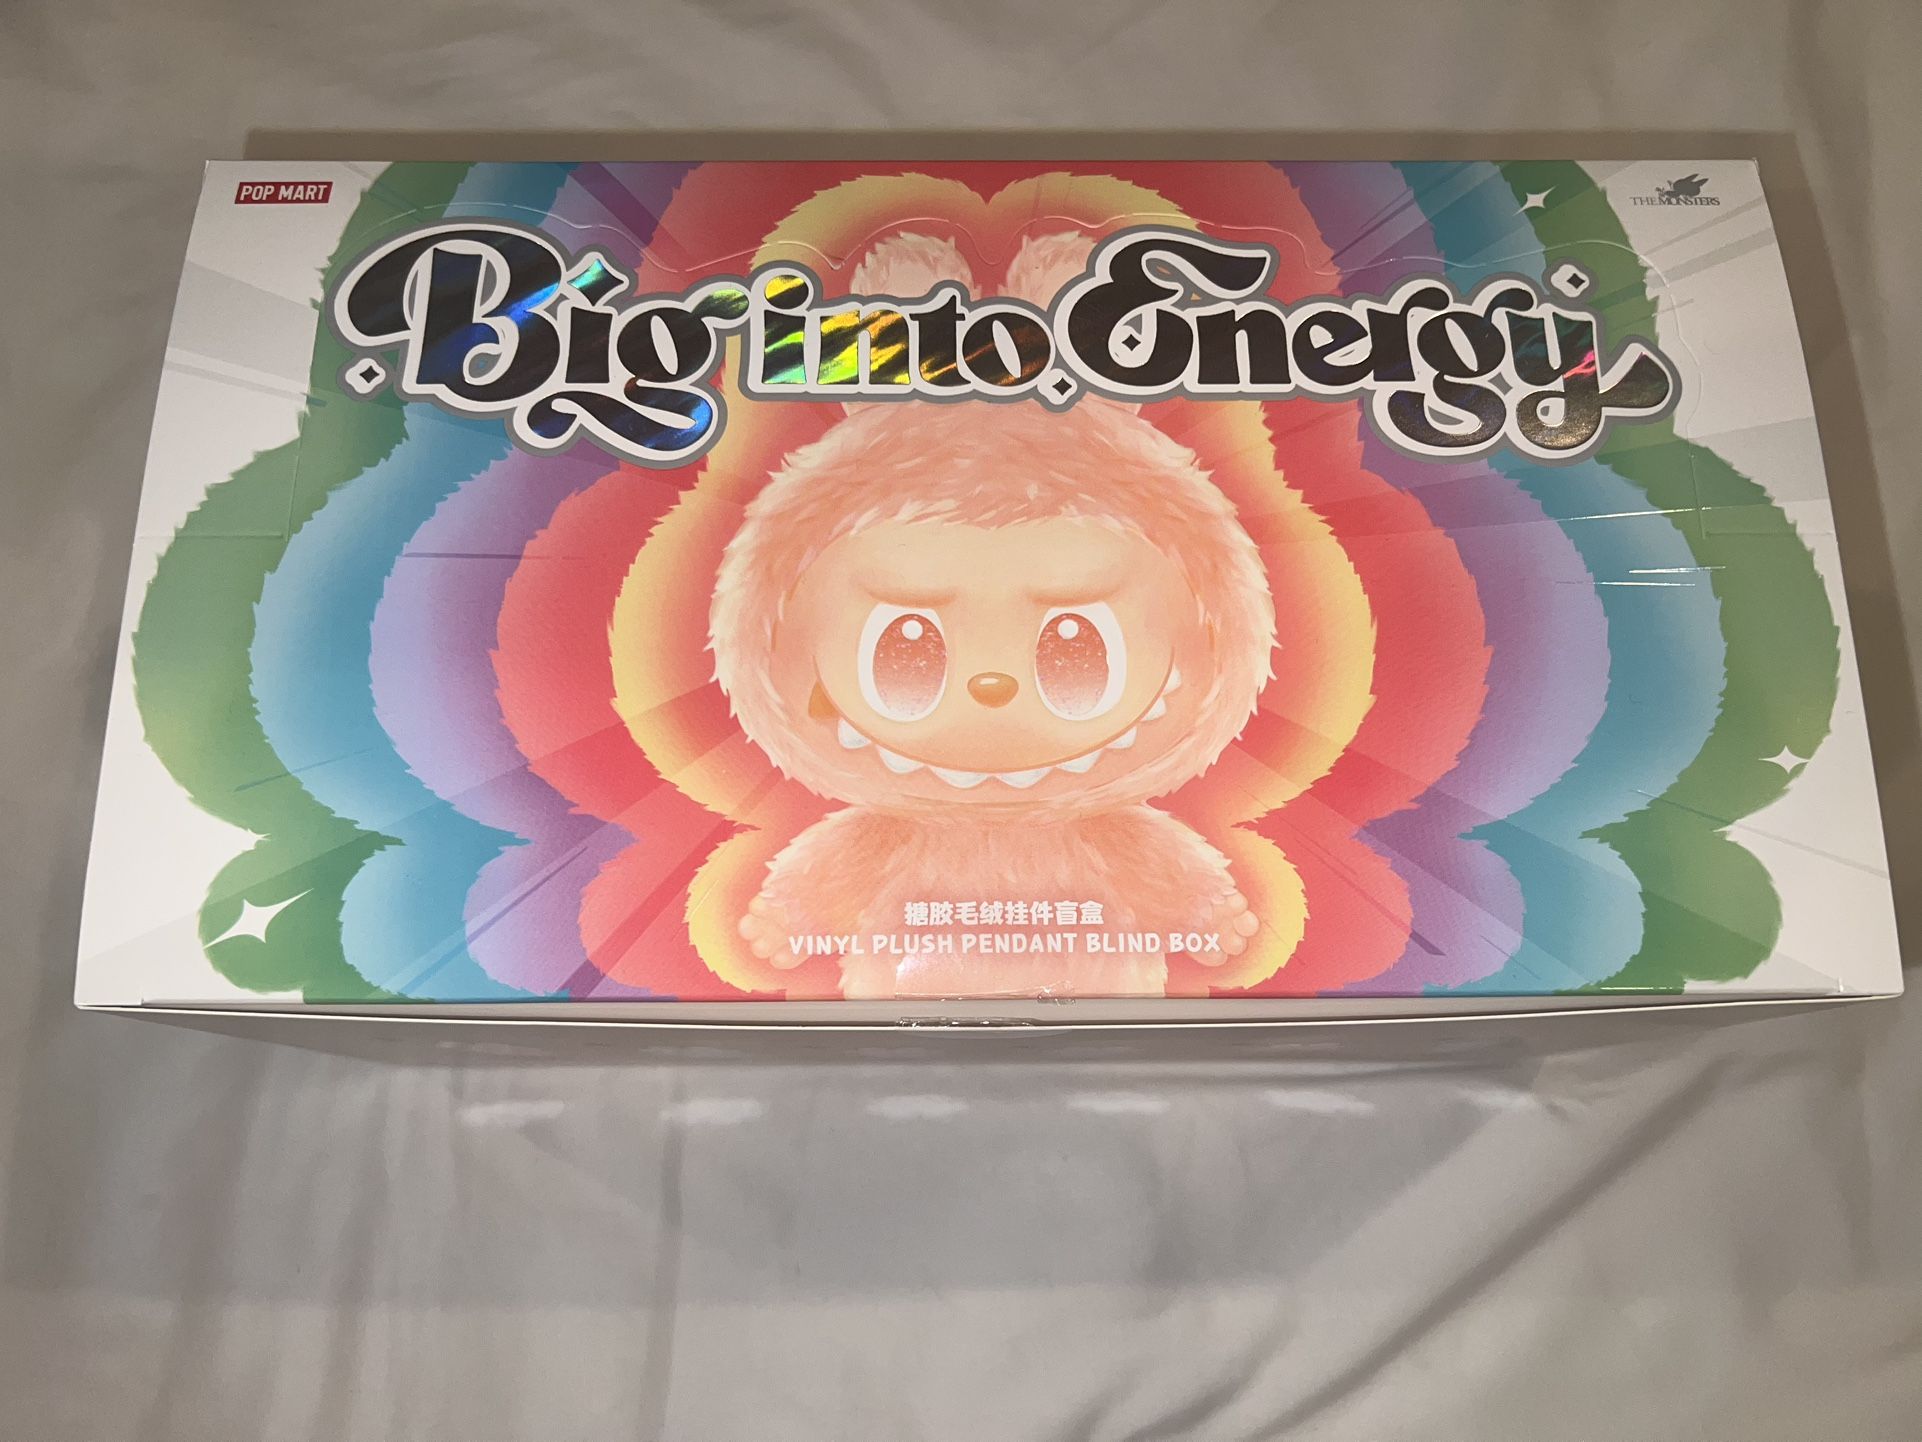 POP MART
THE MONSTERS
Big into Energy
搪胶毛绒挂件盲盒
VINYL PLUSH PENDANT BLIND BOX